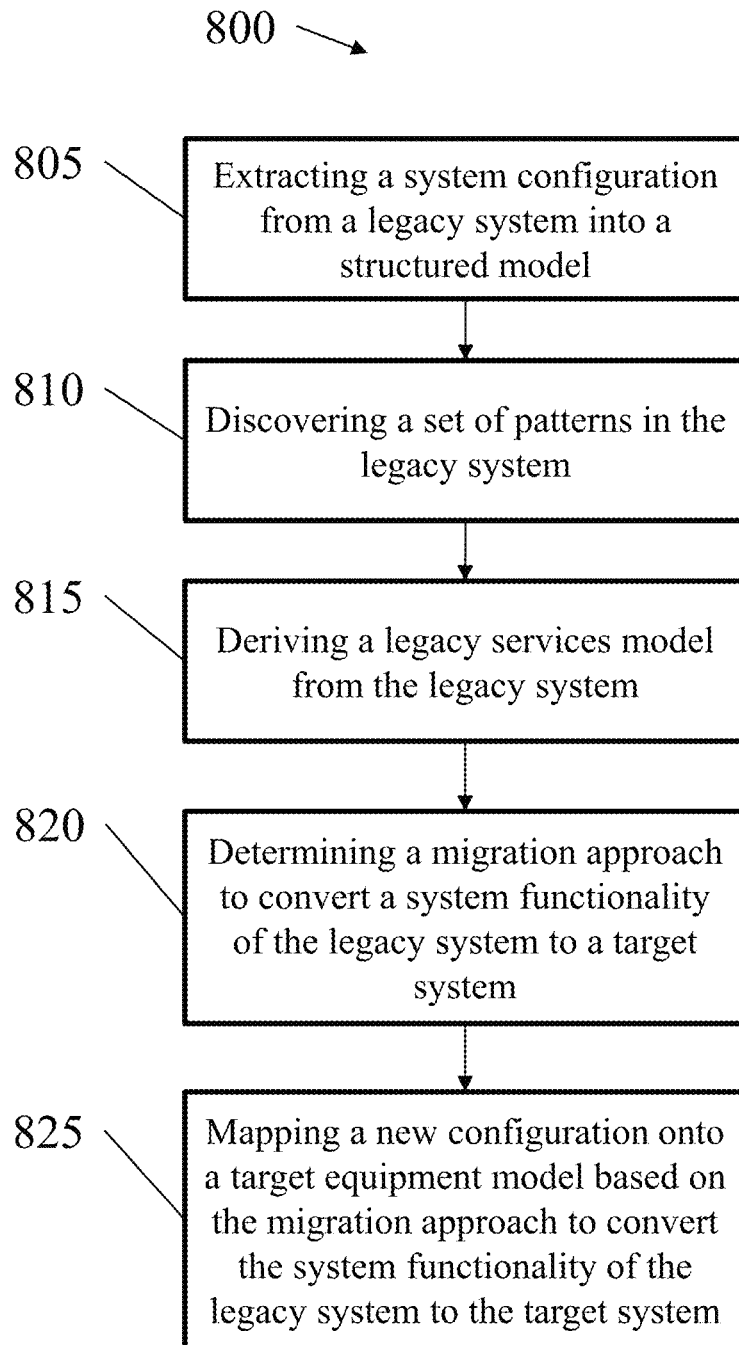 800
805
Extracting a system configuration
from a legacy system into a
structured model
810
Discovering a set of patterns in the
legacy system
815
Deriving a legacy services model
from the legacy system
820
Determining a migration approach
to convert a system functionality
of the legacy system to a target
system
825
Mapping a new configuration onto
a target equipment model based on
the migration approach to convert
the system functionality of the
legacy system to the target system